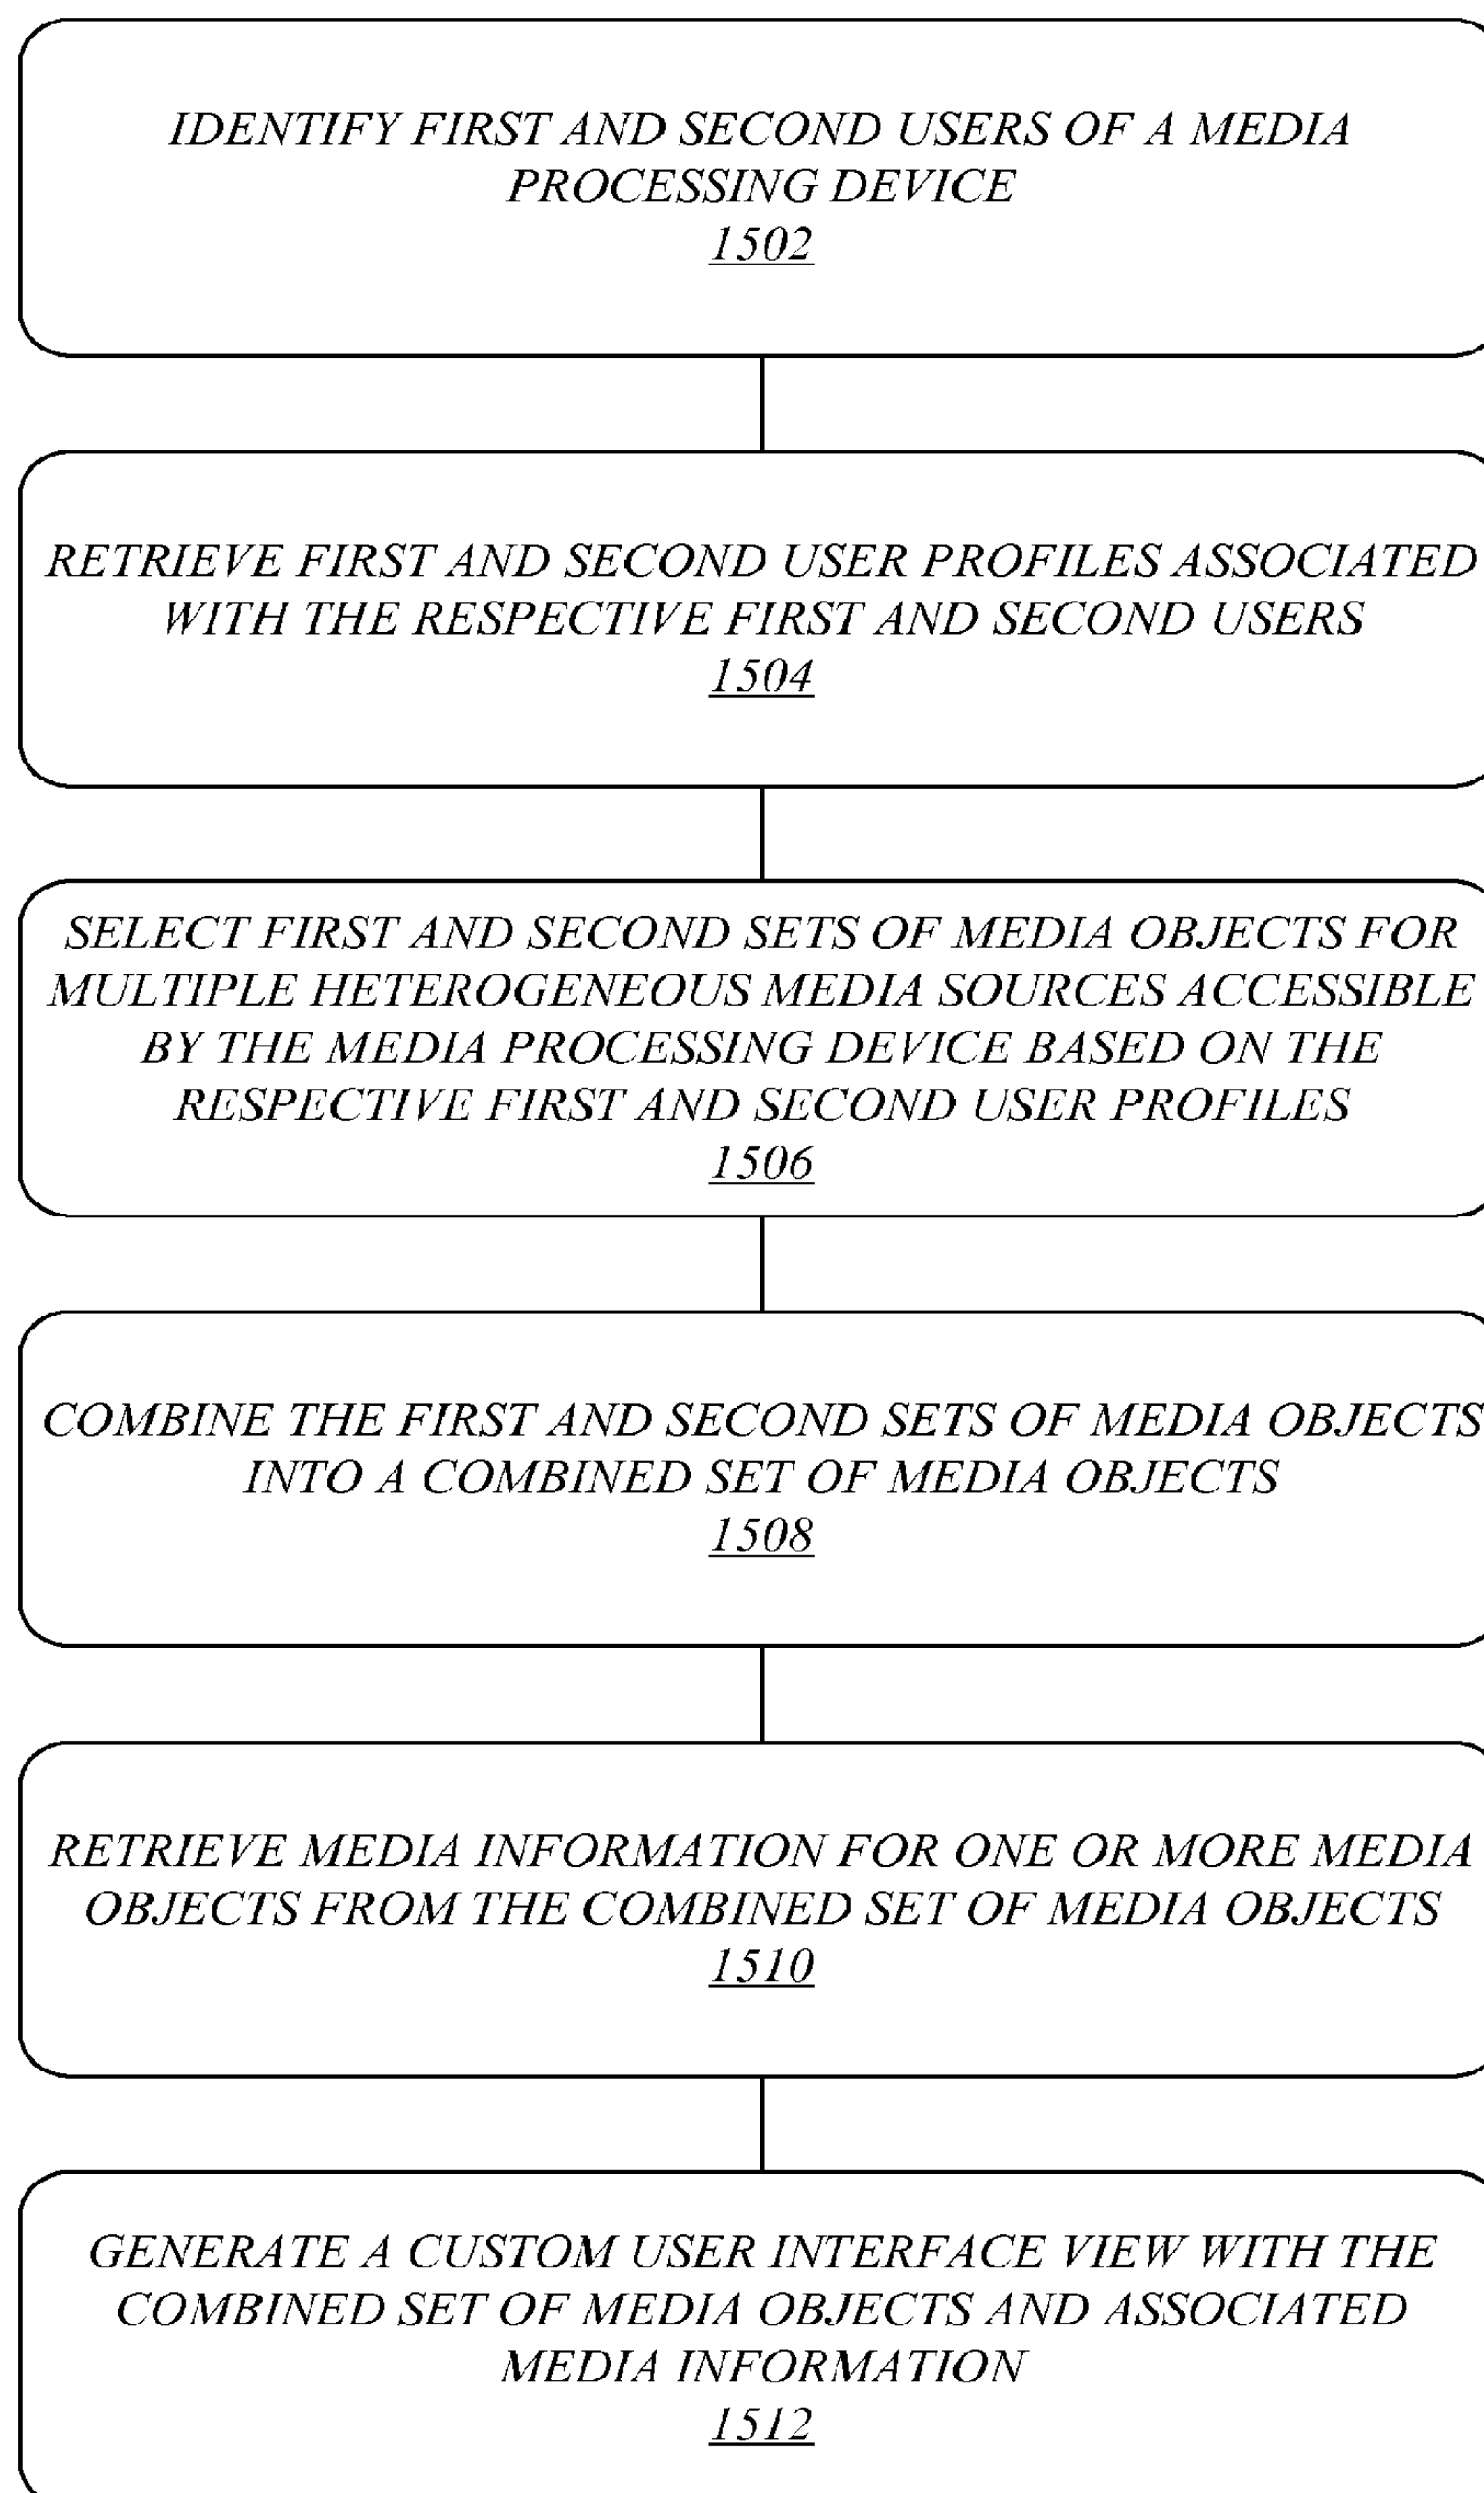 IDENTIFY FIRST AND SECOND USERS OF A MEDIA
PROCESSING DEVICE
1502
RETRIEVE FIRST AND SECOND USER PROFILES ASSOCIATED
WITH THE RESPECTIVE FIRST AND SECOND USERS
1504
SELECT FIRST AND SECOND SETS OF MEDIA OBJECTS FOR
MULTIPLE HETEROGENEOUS MEDIA SOURCES ACCESSIBLE
BY THE MEDIA PROCESSING DEVICE BASED ON THE
RESPECTIVE FIRST AND SECOND USER PROFILES
1506
COMBINE THE FIRST AND SECOND SETS OF MEDIA OBJECTS
INTO A COMBINED SET OF MEDIA OBJECTS
1508
RETRIEVE MEDIA INFORMATION FOR ONE OR MORE MEDIA
OBJECTS FROM THE COMBINED SET OF MEDIA OBJECTS
1510
GENERATE A CUSTOM USER INTERFACE VIEW WITH THE
COMBINED SET OF MEDIA OBJECTS AND ASSOCIATED
MEDIA INFORMATION
1512